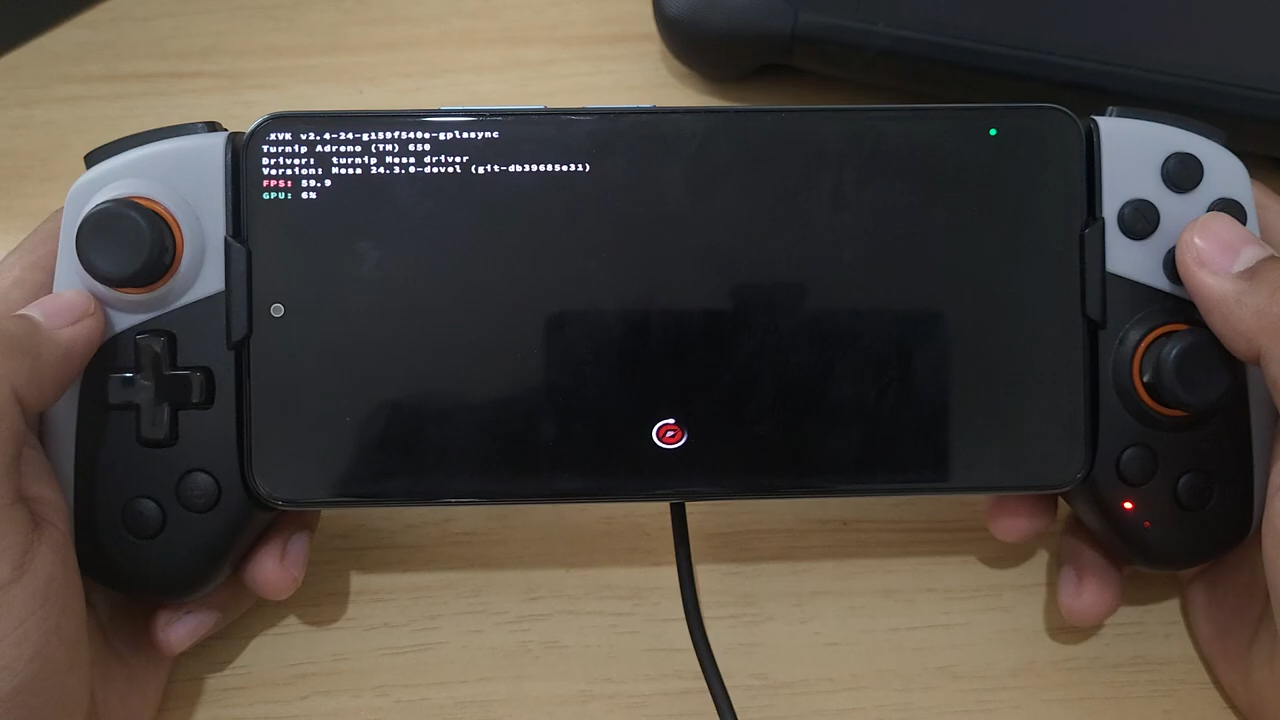 XVK v2.4-24-g159f540e-gplasync
Turnip Adreno (TM) 650
Driver: turnip Mesa driver
Version: Mesa 24.3.0-devel (git-db39685e31)
FPS: 59.9
GPU: 6%